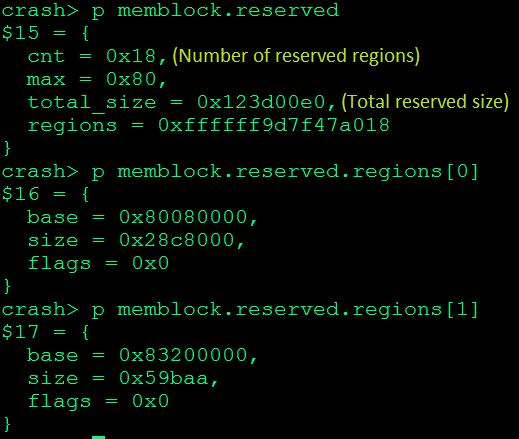 crash> p memblock.reserved
$15 = {
  cnt = 0x18, (Number of reserved regions)
  max = 0x80,
  total_size = 0x123d00e0, (Total reserved size)
  regions = 0xffffff9d7f47a018
}
crash> p memblock.reserved.regions[0]
$16 = {
  base = 0x80080000,
  size = 0x28c8000,
  flags = 0x0
}
crash> p memblock.reserved.regions[1]
$17 = {
  base = 0x83200000,
  size = 0x59baa,
  flags = 0x0
}